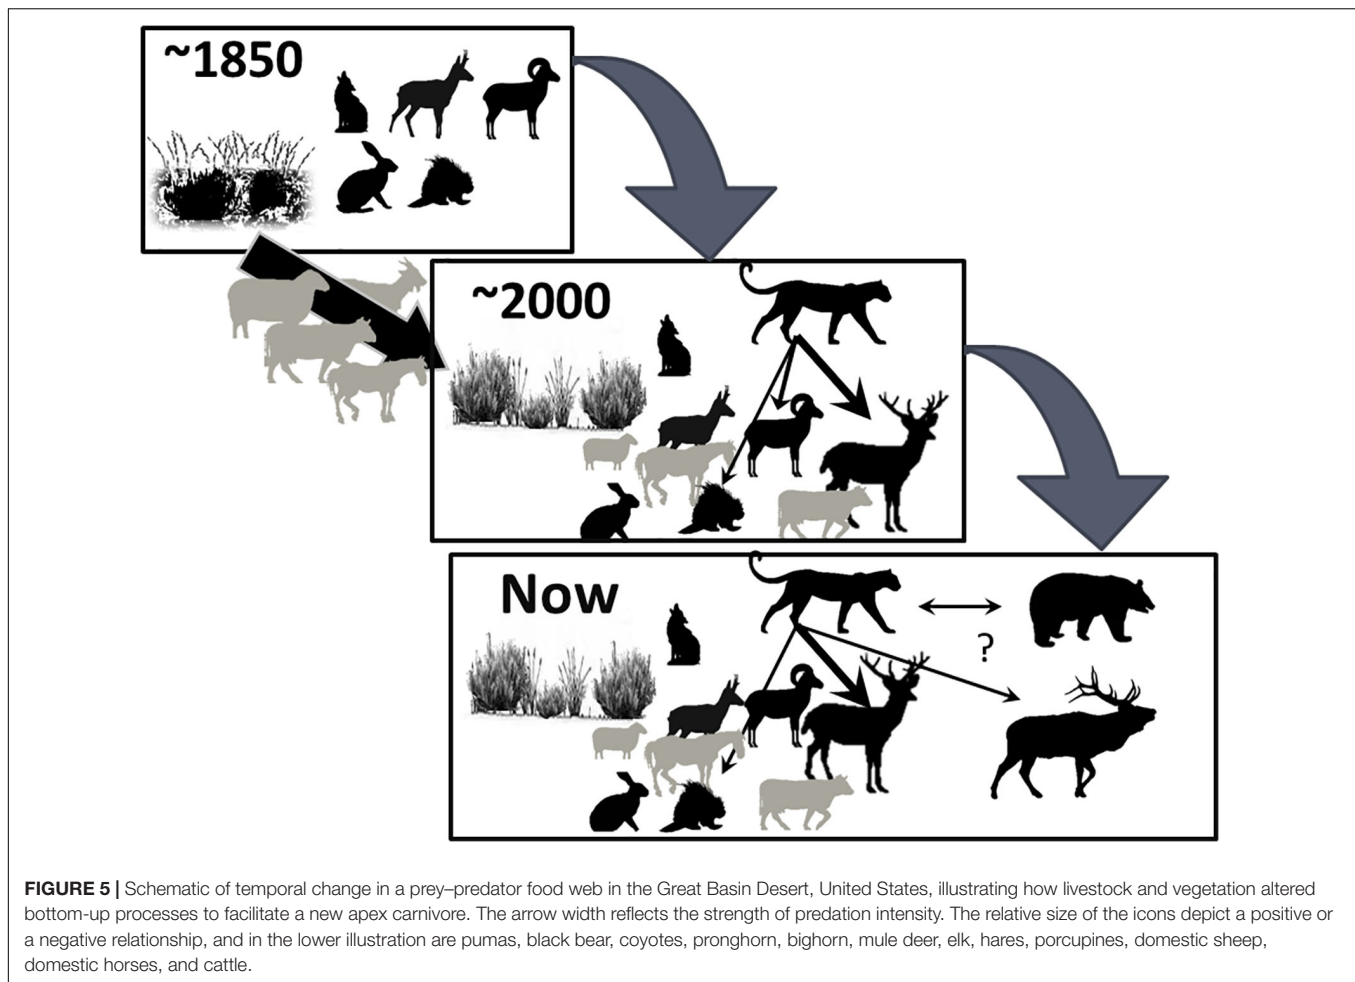 ~1850
~2000
Now
?
FIGURE 5 | Schematic of temporal change in a prey–predator food web in the Great Basin Desert, United States, illustrating how livestock and vegetation altered
bottom-up processes to facilitate a new apex carnivore. The arrow width reflects the strength of predation intensity. The relative size of the icons depict a positive or
a negative relationship, and in the lower illustration are pumas, black bear, coyotes, pronghorn, bighorn, mule deer, elk, hares, porcupines, domestic sheep,
domestic horses, and cattle.